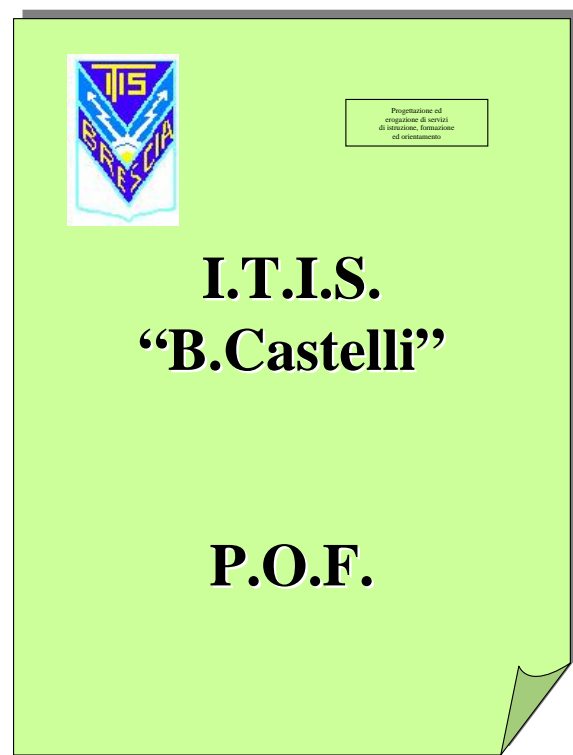 ITIS
BRESCIA
Progettazione ed
erogazione di servizi
di istruzione, formazione
ed orientamento
I.T.I.S.
“B.Castelli”
P.O.F.